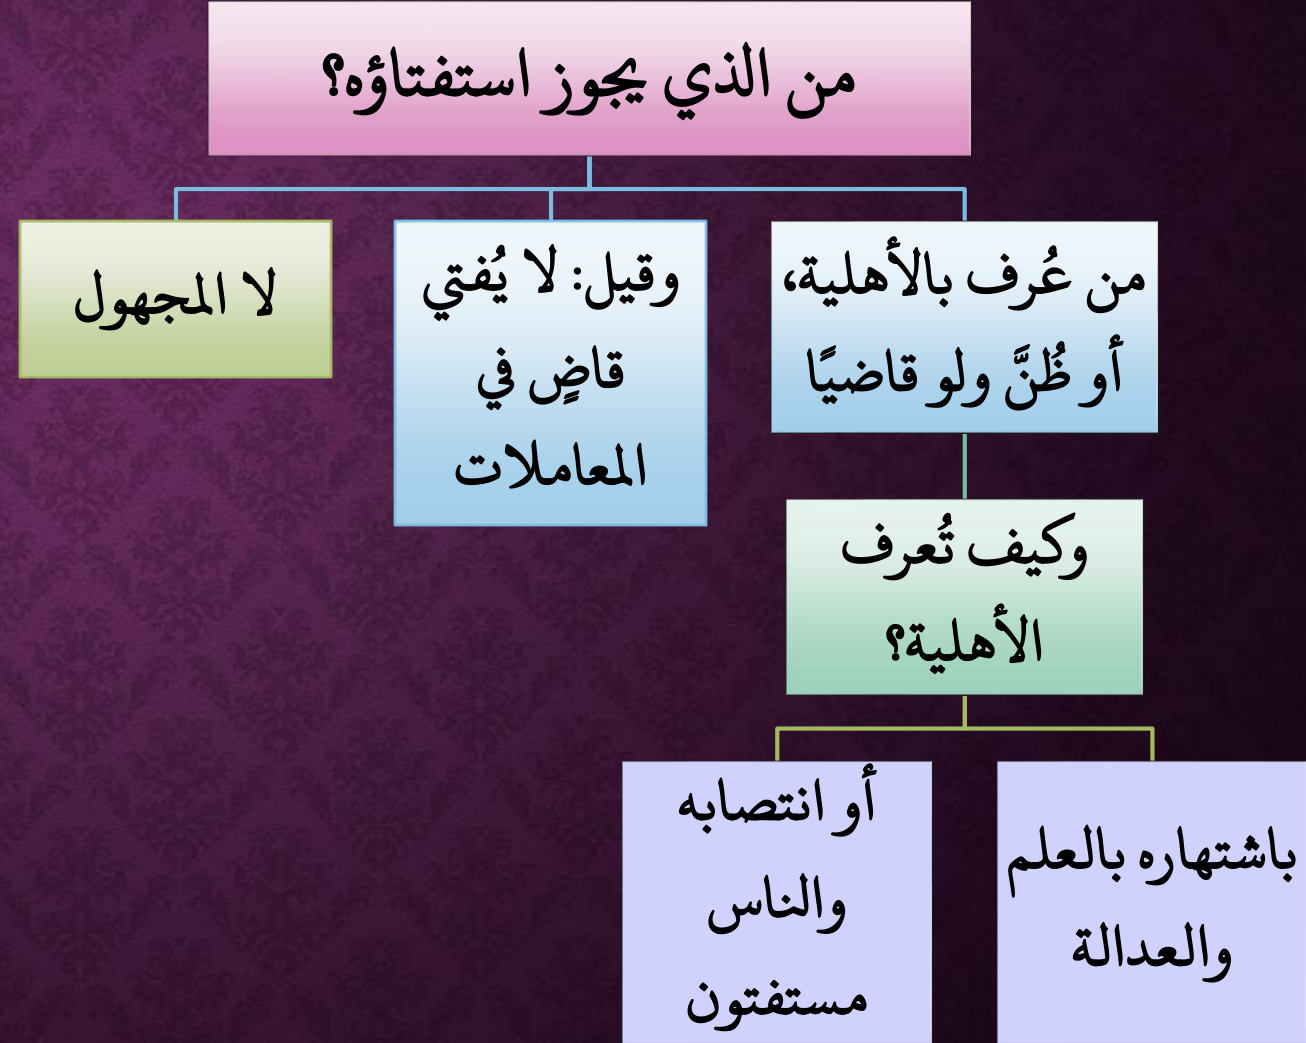 من الذي يجوز استفتاؤه؟
من عُرف بالأهلية،
أو ظُنَّ ولو قاضيًا
وقيل: لا يُفتي
قاضٍ في
المعاملات
لا المجهول
وكيف تُعرف
الأهلية؟
باشتهاره بالعلم
والعدالة
أو انتصابه
والناس
مستفتون